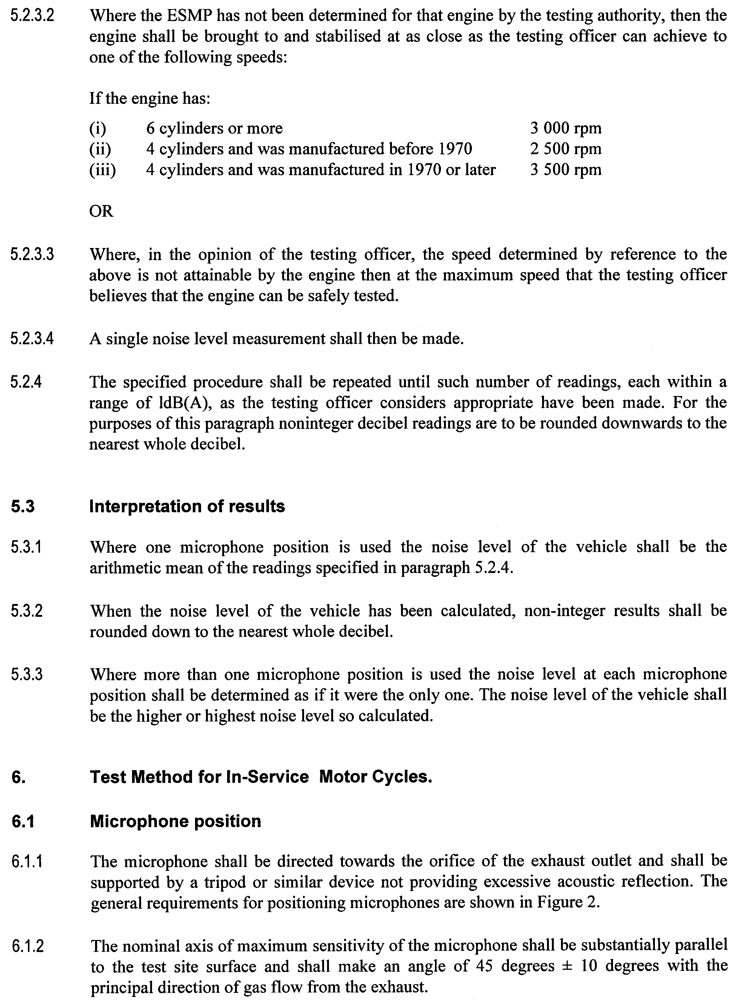 5.2.3.2 Where the ESMP has not been determined for that engine by the testing authority, then the
engine shall be brought to and stabilised at as close as the testing officer can achieve to
one of the following speeds:
If the engine has:
(i) 6 cylinders or more 3 000 rpm
(ii) 4 cylinders and was manufactured before 1970 2 500 rpm
(iii) 4 cylinders and was manufactured in 1970 or later 3 500 rpm
OR
5.2.3.3 Where, in the opinion of the testing officer, the speed determined by reference to the
above is not attainable by the engine then at the maximum speed that the testing officer
believes that the engine can be safely tested.
5.2.3.4 A single noise level measurement shall then be made.
5.2.4 The specified procedure shall be repeated until such number of readings, each within a
range of ldB(A), as the testing officer considers appropriate have been made. For the
purposes of this paragraph noninteger decibel readings are to be rounded downwards to the
nearest whole decibel.
5.3 Interpretation of results
5.3.1 Where one microphone position is used the noise level of the vehicle shall be the
arithmetic mean of the readings specified in paragraph 5.2.4.
5.3.2 When the noise level of the vehicle has been calculated, non-integer results shall be
rounded down to the nearest whole decibel.
5.3.3 Where more than one microphone position is used the noise level at each microphone
position shall be determined as if it were the only one. The noise level of the vehicle shall
be the higher or highest noise level so calculated.
6. Test Method for In-Service Motor Cycles.
6.1 Microphone position
6.1.1 The microphone shall be directed towards the orifice of the exhaust outlet and shall be
supported by a tripod or similar device not providing excessive acoustic reflection. The
general requirements for positioning microphones are shown in Figure 2.
6.1.2 The nominal axis of maximum sensitivity of the microphone shall be substantially parallel
to the test site surface and shall make an angle of 45 degrees ± 10 degrees with the
principal direction of gas flow from the exhaust.